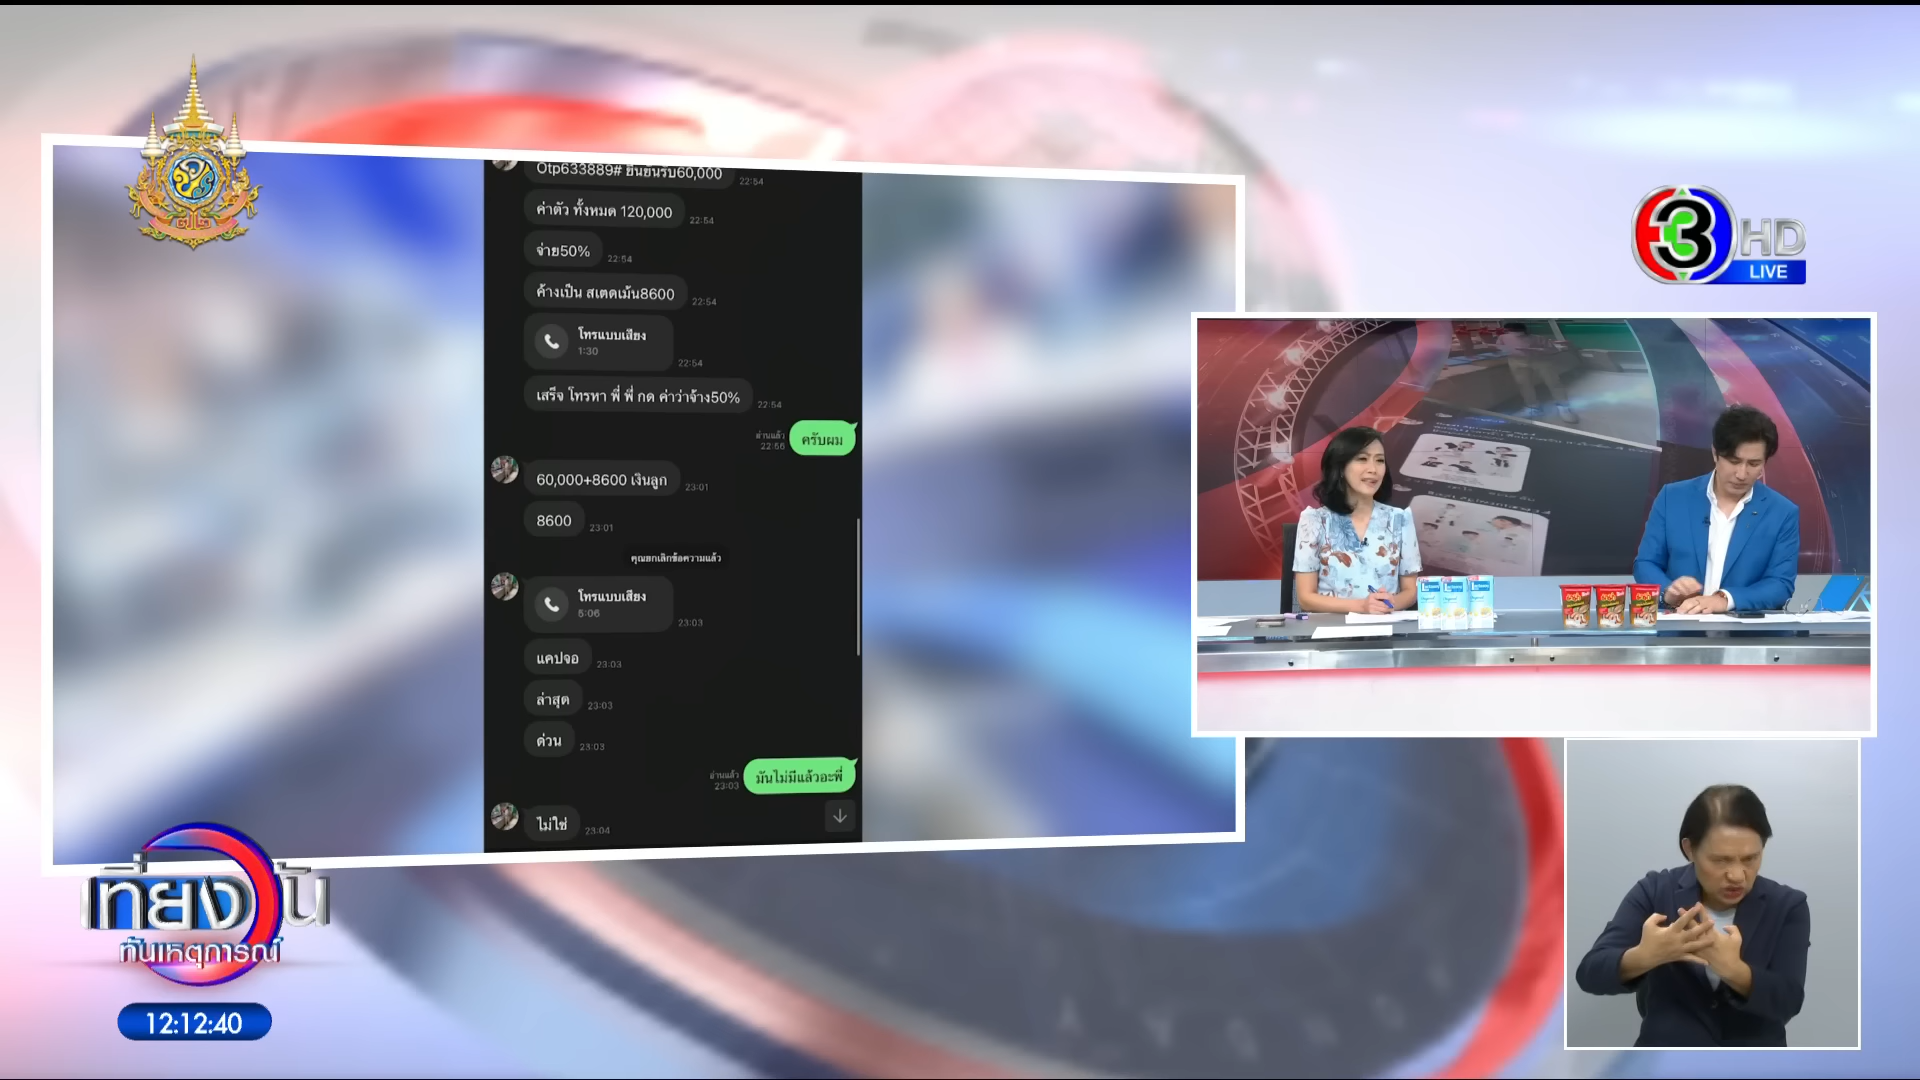 Otp633889# ยืนยันรับ60,000
22:54
ค่าตัว ทั้งหมด 120,000
22:54
จ่าย50%
22:54
ค้างเป็น สเตดเม้น8600
22:54
โทรแบบเสียง
1:30
22:54
เสร็จ โทรหา พี่ พี่ กด ค่าว่าจ้าง50%
22:54
อ่านแล้ว
22:56
ครับผม
60,000+8600 เงินลูก
23:01
8600
23:01
คุณยกเลิกข้อความแล้ว
โทรแบบเสียง
5:06
23:03
แคปจอ
23:03
ล่าสุด
23:03
ด่วน
23:03
อ่านแล้ว
23:03
มันไม่มีแล้วอะพี่
ไม่ใช่
23:04
3 HD
LIVE
เที่ยงวัน
ทันเหตุการณ์
12:12:40